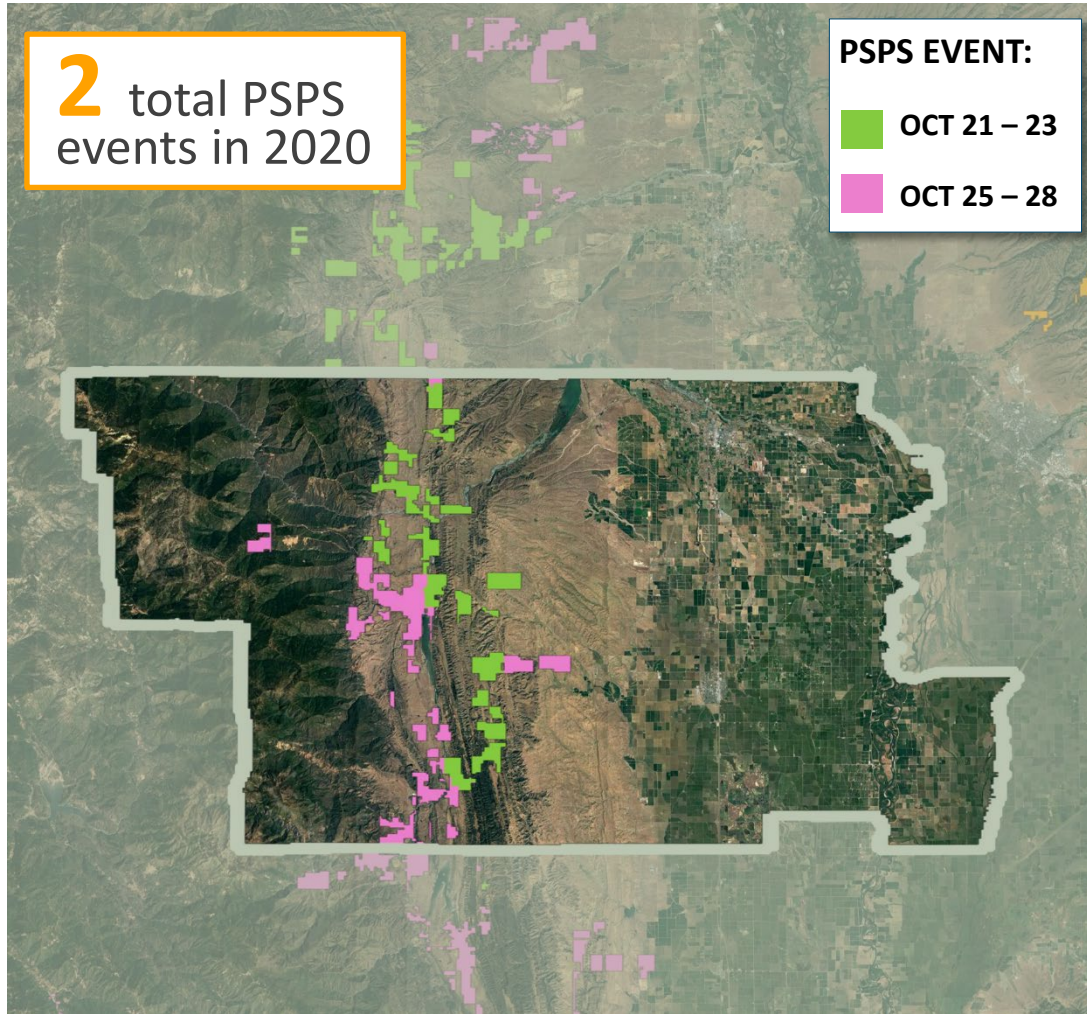 2 total PSPS
events in 2020
PSPS EVENT:
OCT 21 – 23
OCT 25 – 28